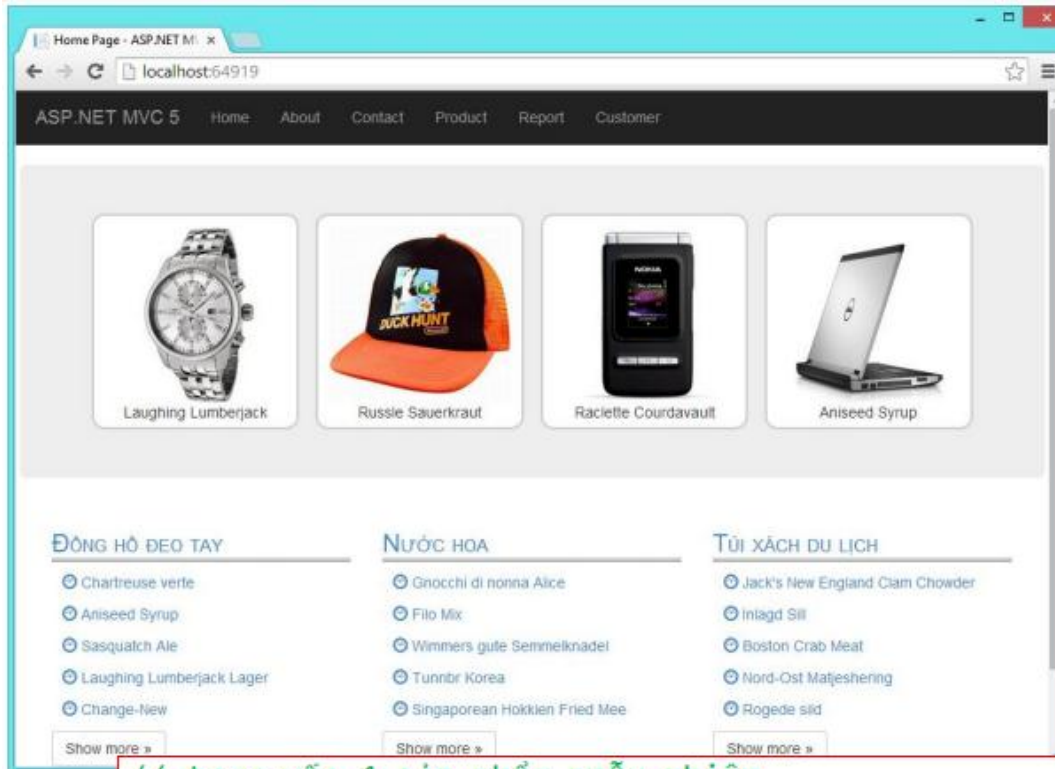 Home Page - ASP.NET M
localhost:64919
ASP.NET MVC 5 Home About Contact Product Report Customer
NOKIA
DUCK HUNT
Laughing Lumberjack
Russle Sauerkraut
Raclette Courdavault
Aniseed Syrup
ĐỒNG HỒ ĐEO TAY
Chartreuse verte
Aniseed Syrup
Sasquatch Ale
Laughing Lumberjack Lager
Change-New
Show more »
NƯỚC HOA
Gnocchi di nonna Alice
Filo Mix
Wimmers gute Semmelknadel
Tunnbr Korea
Singaporean Hokkien Fried Mee
Show more »
TÚI XÁCH DU LỊCH
Jack's New England Clam Chowder
Inlagd Sill
Boston Crab Meat
Nord-Ost Matjeshering
Rogede sild
Show more »